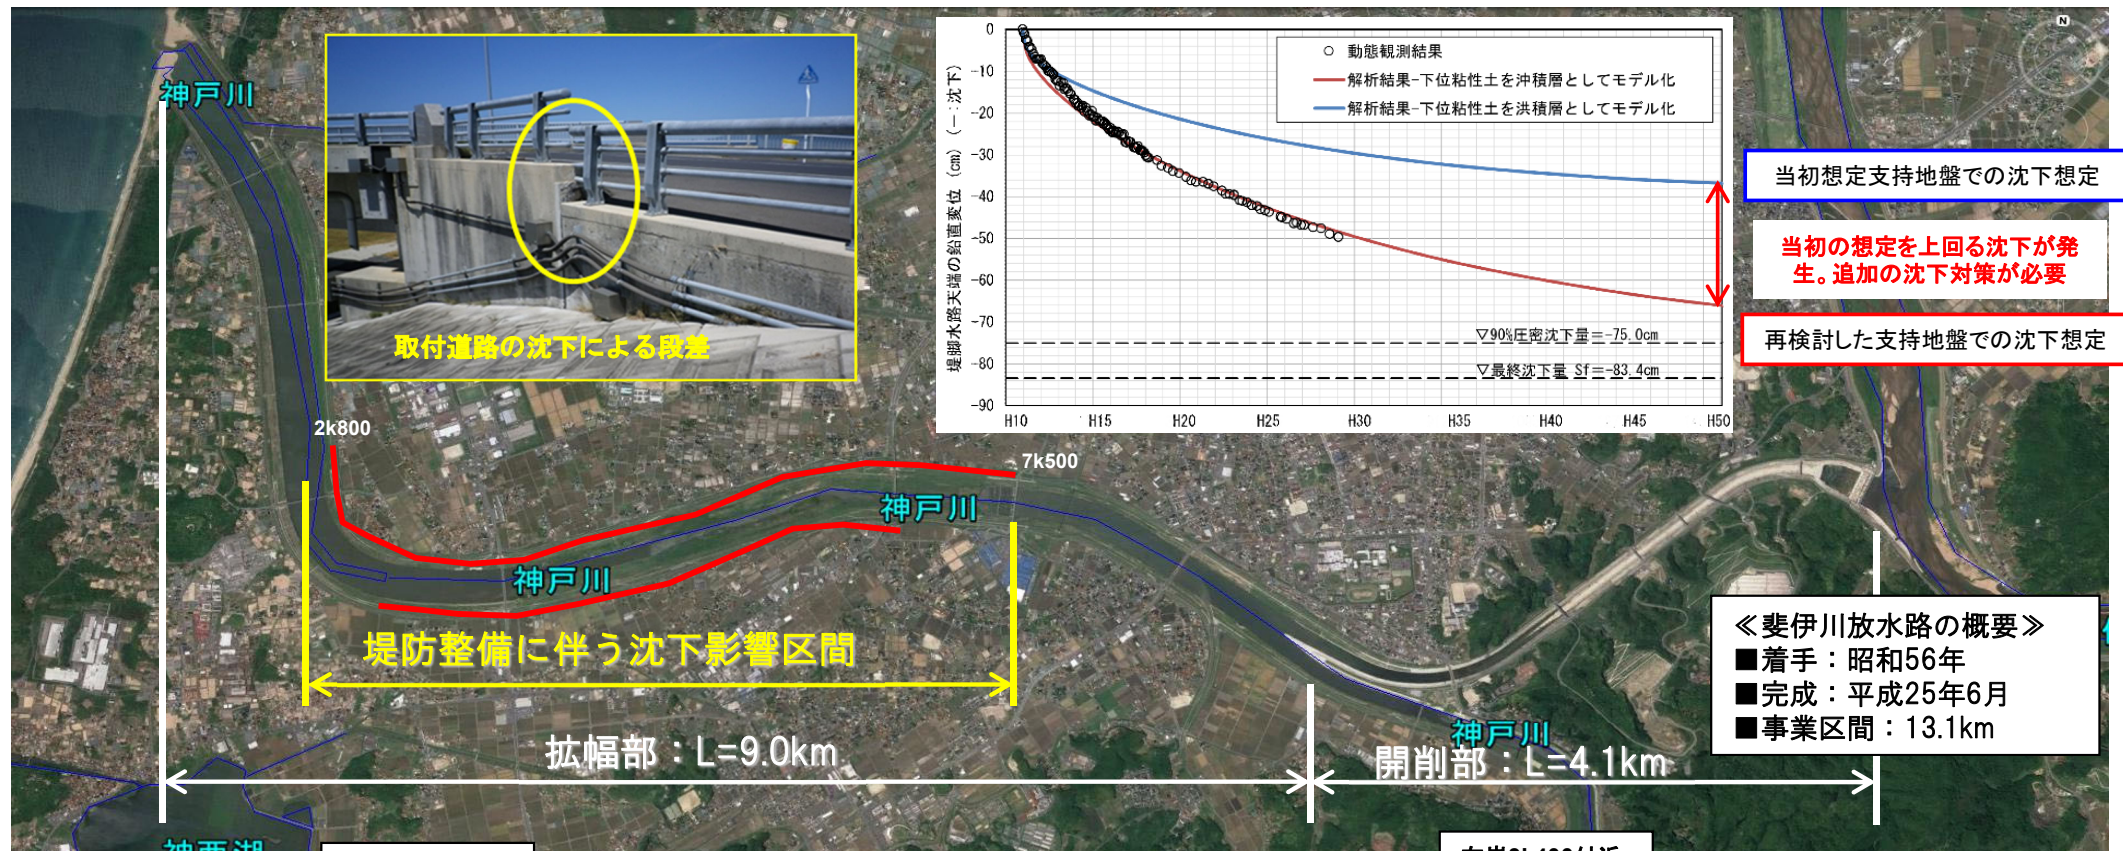 神戸川
取付道路の沈下による段差
堤脚水路天端の鉛直変位 (cm) (－:沈下)
0
-10
-20
-30
-40
-50
-60
-70
-80
-90
H10
H15
H20
H25
H30
H35
H40
H45
H50
動態観測結果
解析結果-下位粘性土を沖積層としてモデル化
解析結果-下位粘性土を洪積層としてモデル化
▽90%圧密沈下量＝-75.0cm
▽最終沈下量 Sf＝-83.4cm
N
当初想定支持地盤での沈下想定
当初の想定を上回る沈下が発
生。追加の沈下対策が必要
再検討した支持地盤での沈下想定
2k800
7k500
神戸川
神戸川
堤防整備に伴う沈下影響区間
拡幅部：L=9.0km
開削部：L=4.1km
神戸川
≪斐伊川放水路の概要≫
■着手：昭和56年
■完成：平成25年6月
■事業区間：13.1km
神西湖